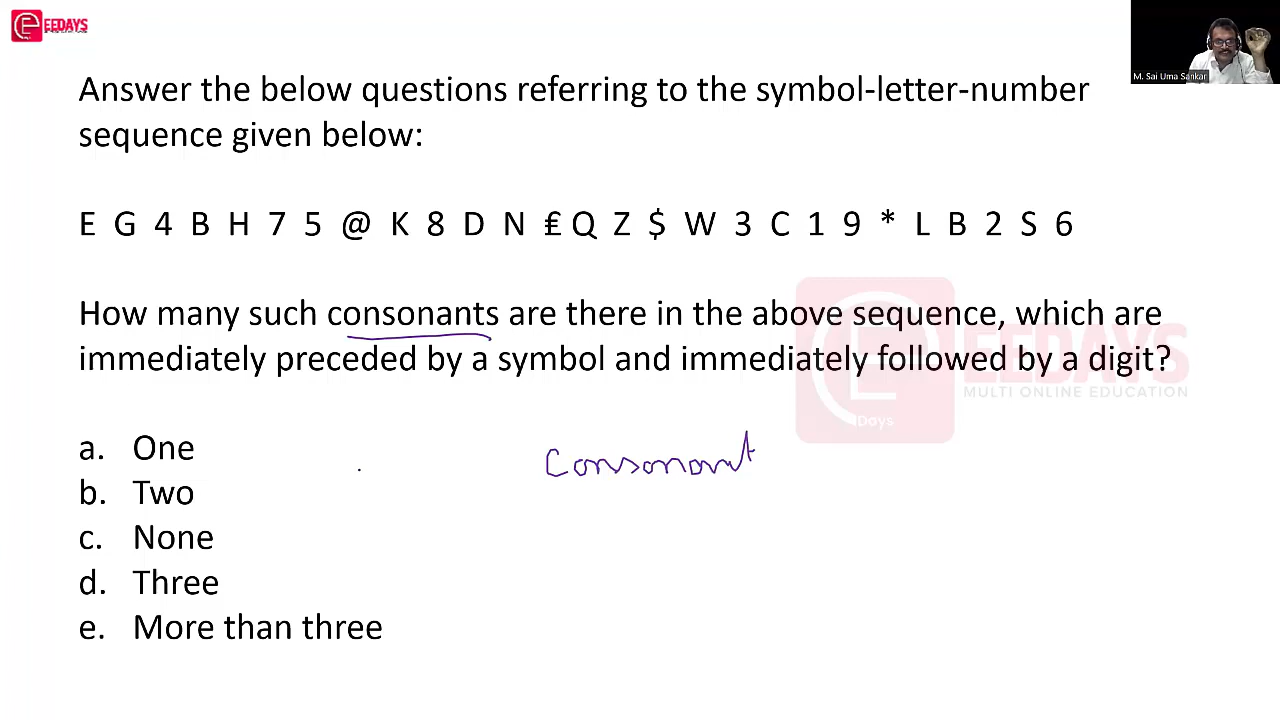 EEDAYS
M. Sai Uma Sankar
Answer the below questions referring to the symbol-letter-number
sequence given below:
E G 4 B H 7 5 @ K 8 D N ₤ Q Z $ W 3 C 1 9 * L B 2 S 6
How many such consonants are there in the above sequence, which are
immediately preceded by a symbol and immediately followed by a digit?
EEDAYS
MULTI ONLINE EDUCATION
Days
a. One
b. Two
c. None
d. Three
e. More than three
Consonant